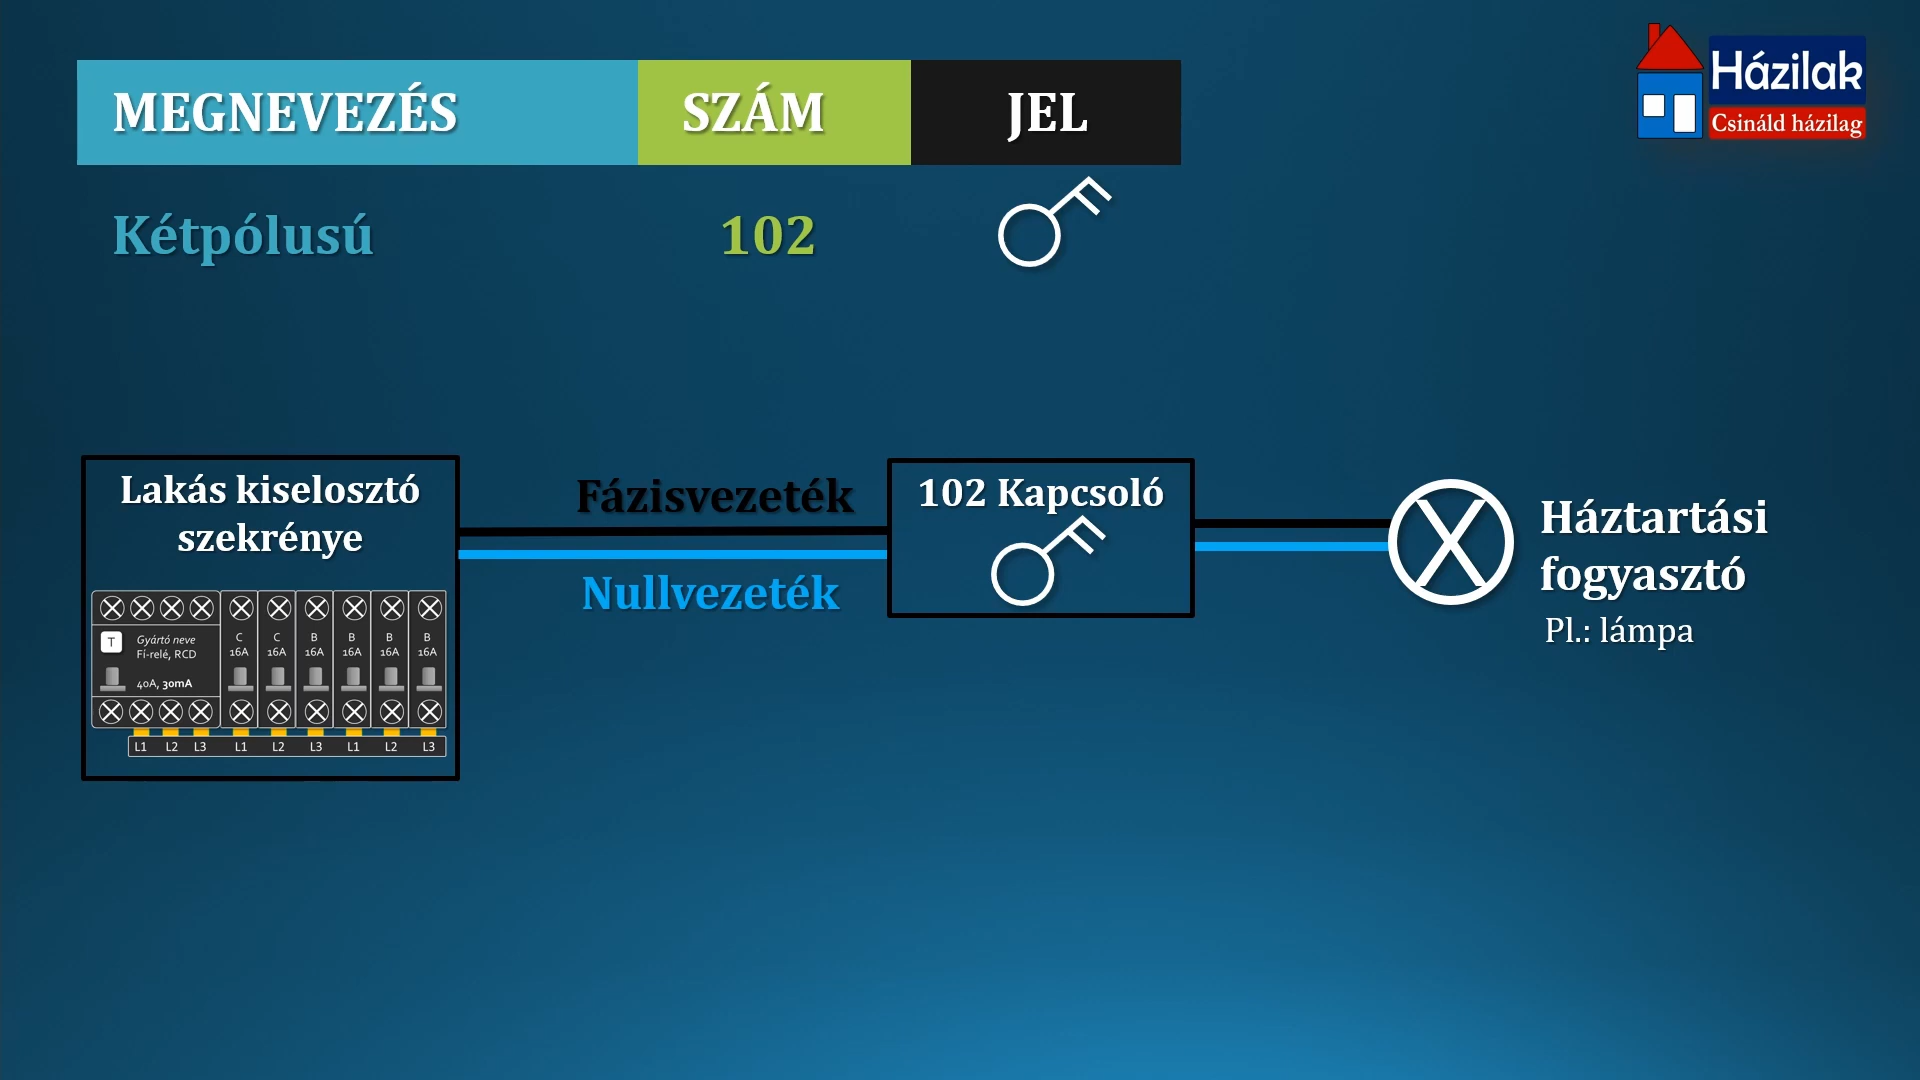 MEGNEVEZÉS SZÁM JEL
Házilak
Csináld házilag
Kétpólusú 102
Lakás kiselosztó
szekrénye
Fázisvezeték
Nullvezeték
102 Kapcsoló
X
Háztartási
fogyasztó
Pl.: lámpa
T
Gyártó neve
Fi-relé, RCD
40A, 30mA
C C B B B B
16A 16A 16A 16A 16A 16A
L1 L2 L3 L1 L2 L3 L1 L2 L3